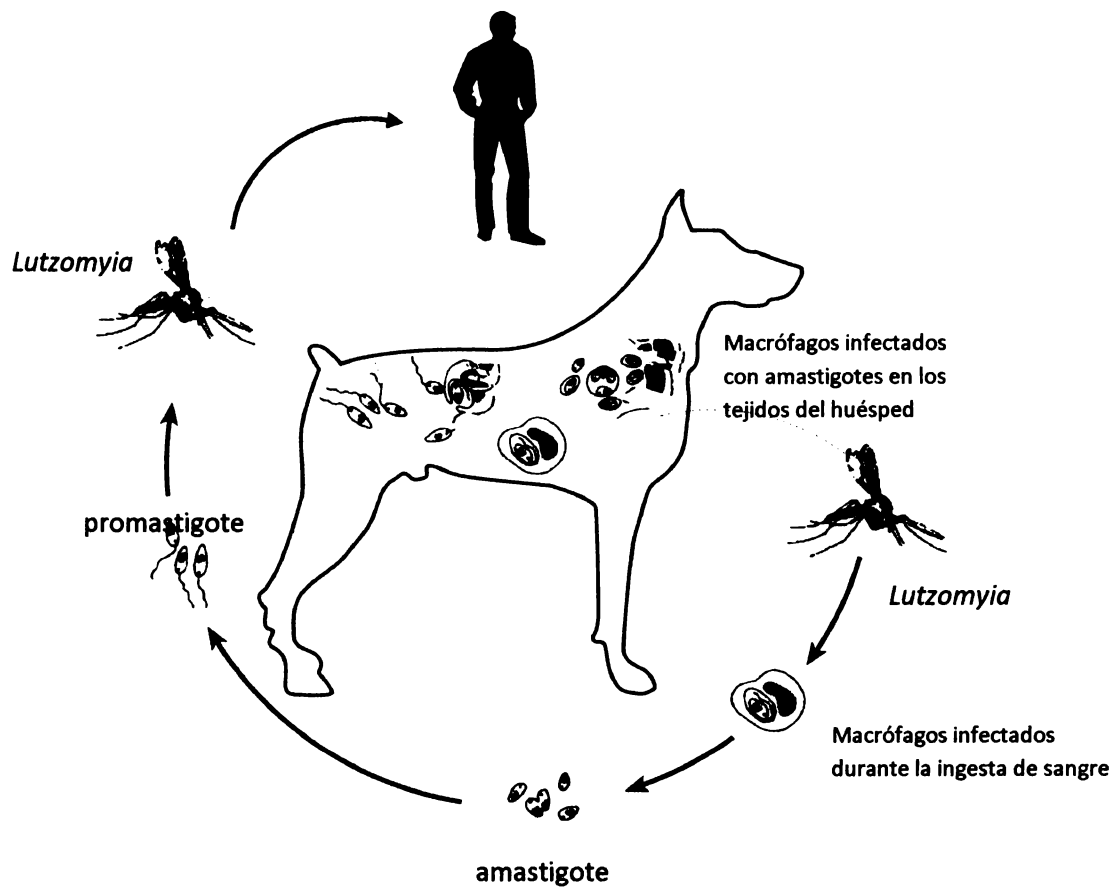 Lutzomyia
Macrófagos infectados
con amastigotes en los
tejidos del huésped
promastigote
Lutzomyia
Macrófagos infectados
durante la ingesta de sangre
amastigote